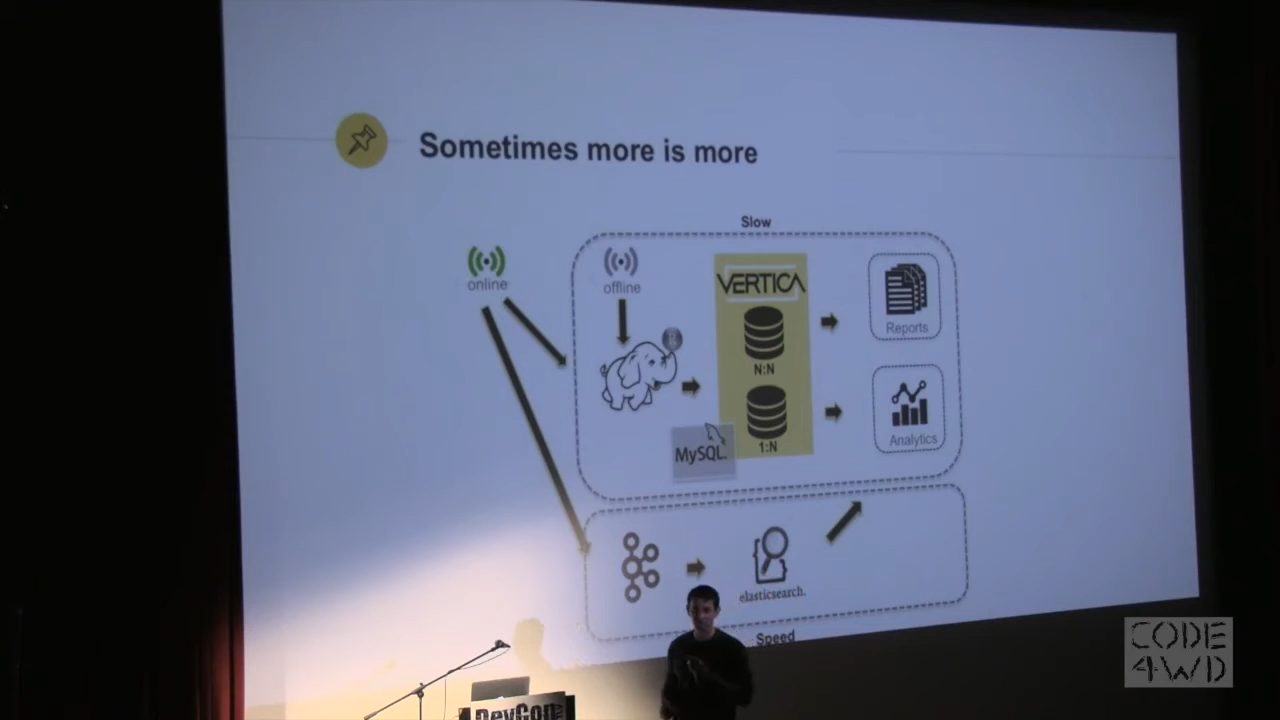 Sometimes more is more
Slow
online
offline
VERTICA
N:N
MySQL
1:N
Reports
Analytics
elasticsearch.
Speed
DevCon
CODE
4WD